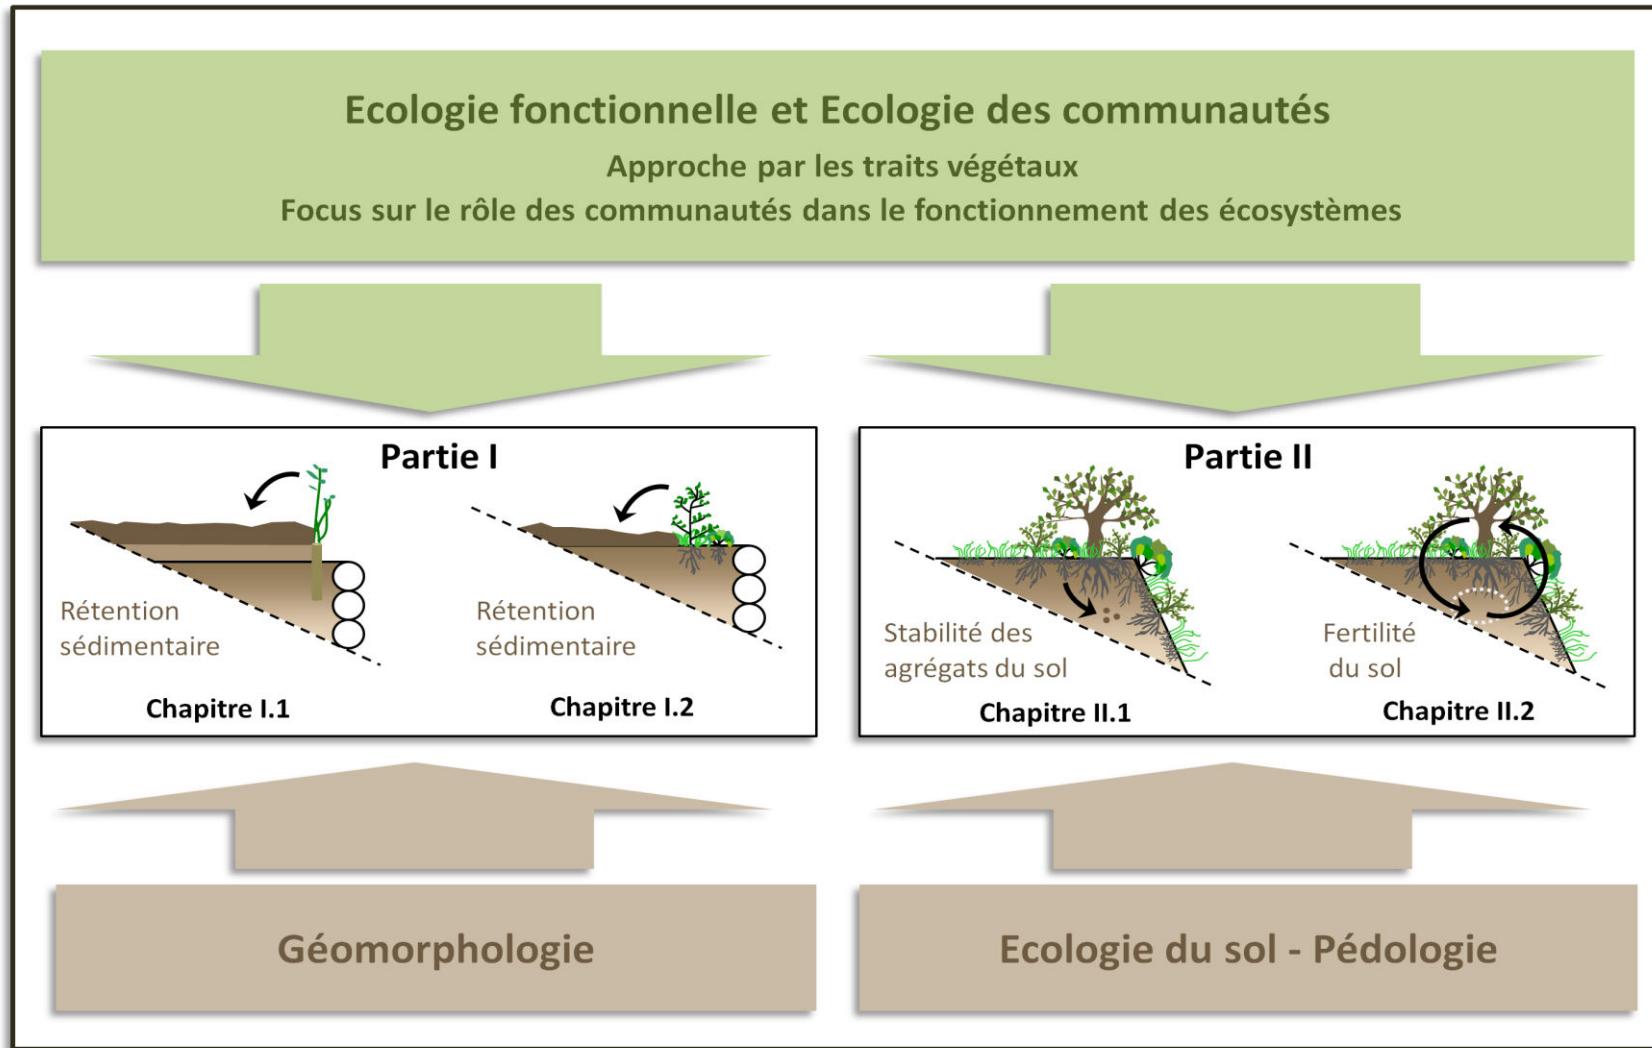 Ecologie fonctionnelle et Ecologie des communautés
Approche par les traits végétaux
Focus sur le rôle des communautés dans le fonctionnement des écosystèmes
Partie I
Rétention
sédimentaire
Chapitre I.1
Rétention
sédimentaire
Chapitre I.2
Partie II
Stabilité des
agrégats du sol
Chapitre II.1
Fertilité
du sol
Chapitre II.2
Géomorphologie
Ecologie du sol - Pédologie